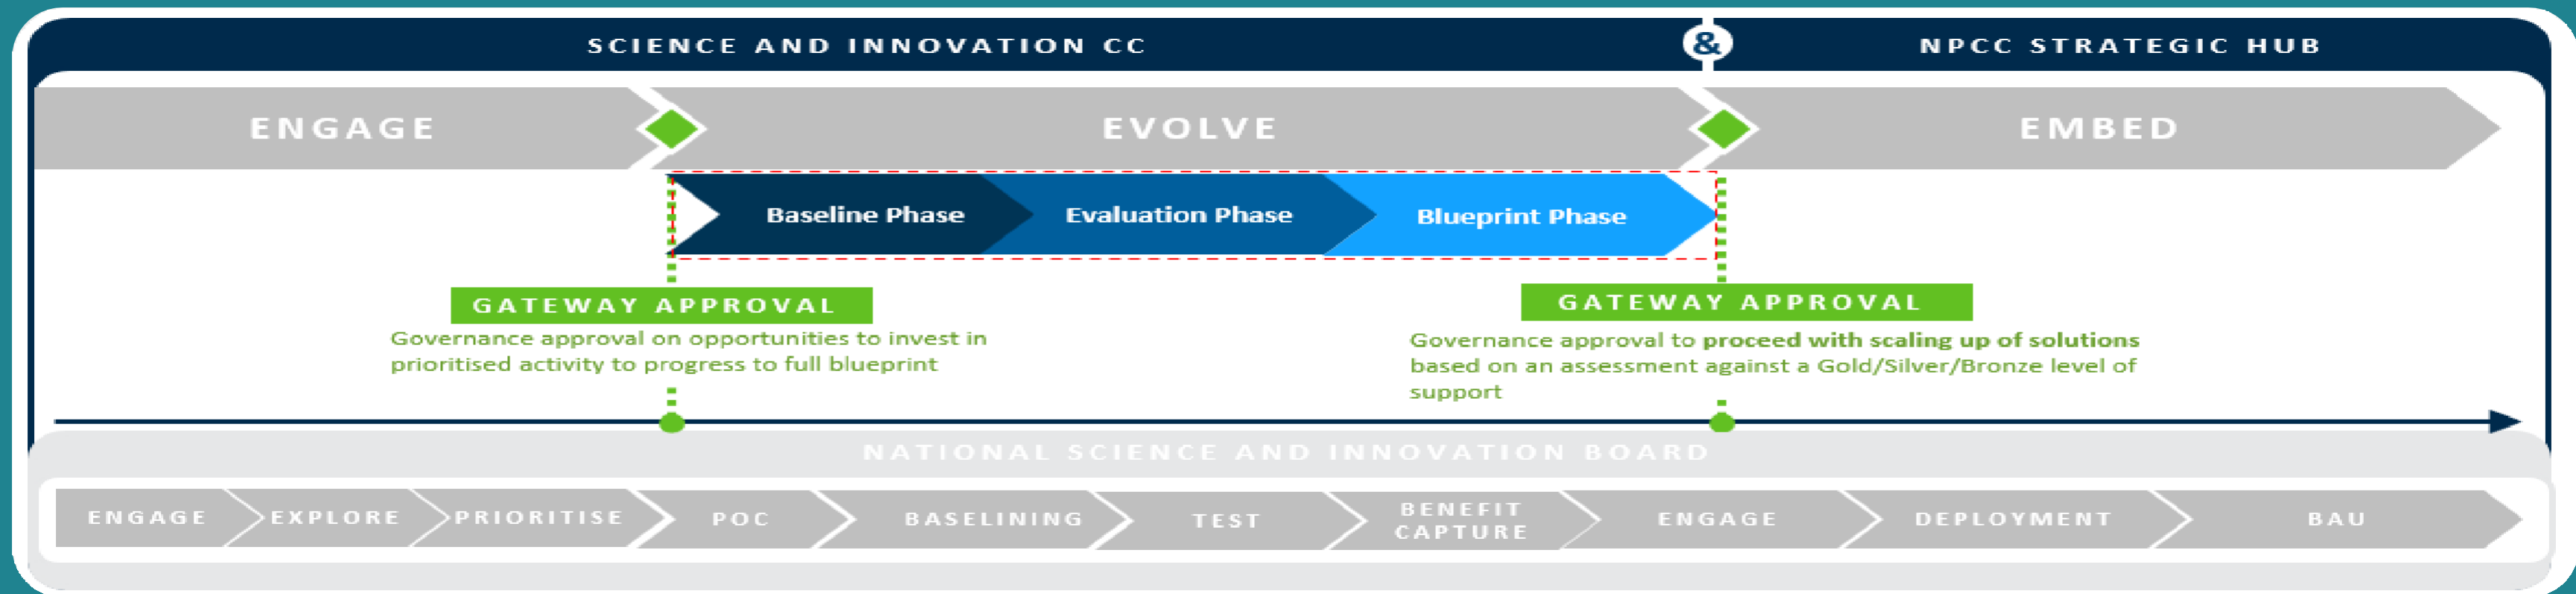 SCIENCE AND INNOVATION CC
&
NPCC STRATEGIC HUB
ENGAGE
EVOLVE
EMBED
Baseline Phase
Evaluation Phase
Blueprint Phase
GATEWAY APPROVAL
Governance approval on opportunities to invest in
prioritised activity to progress to full blueprint
GATEWAY APPROVAL
Governance approval to proceed with scaling up of solutions
based on an assessment against a Gold/Silver/Bronze level of
support
NATIONAL SCIENCE AND INNOVATION BOARD
ENGAGE
EXPLORE
PRIORITISE
POC
BASELINING
TEST
BENEFIT
CAPTURE
ENGAGE
DEPLOYMENT
BAU